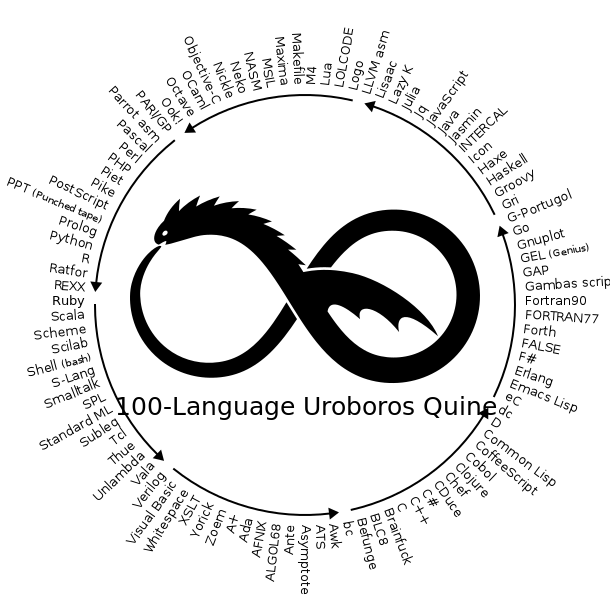 Ruby
Scala
Scheme
Scilab
Shell (bash)
S-Lang
Smalltalk
SPL
Standard ML
Subleq
Tcl
Thue
Unlambda
Vala
Verilog
Visual Basic
Whitespace
XSLT
Yorick
Zoem
A+
Ada
AFNIX
ALGOL68
Ante
Asymptote
ATS
Awk
bc
Befunge
BLC8
Brainfuck
C
C++
C#
CDuce
Chef
Clojure
Cobol
CoffeeScript
Common Lisp
D
dc
eC
Emacs Lisp
Erlang
F#
FALSE
Forth
FORTRAN77
Fortran90
Gambas scrip
GAP
GEL (Genius)
Gnuplot
Go
G-Portugol
Gri
Groovy
Haskell
Haxe
Icon
INTERCAL
Jasmin
Java
JavaScript
jq
Julia
Lazy K
Lisaac
LLVM asm
Logo
LOLCODE
Lua
M4
Makefile
Maxima
MSIL
NASM
Neko
Nickle
Objective-C
OCaml
Octave
Ook!
PARI/GP
Parrot asm
Pascal
Perl
PHP
Piet
Pike
PostScript
PPT (Punched tape)
Prolog
Python
R
Ratfor
REXX
100-Language Uroboros Quine